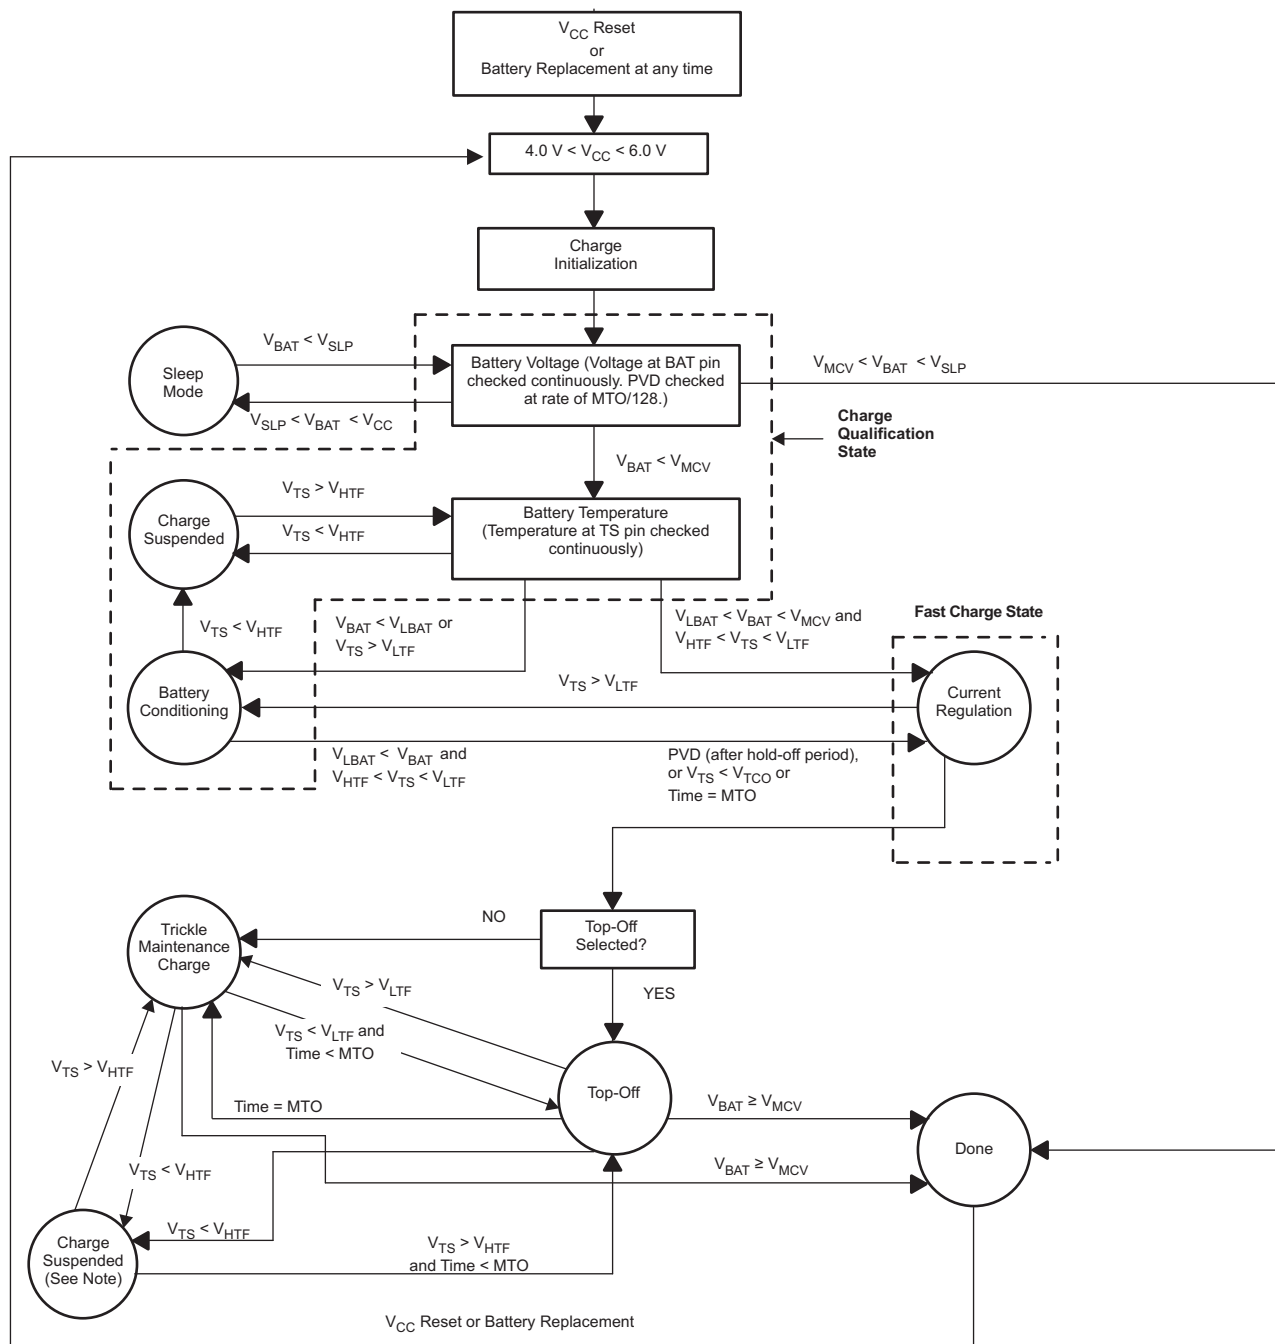 V_CC Reset
or
Battery Replacement at any time
4.0 V < V_CC < 6.0 V
Charge
Initialization
V_BAT < V_SLP
Sleep
Mode
V_SLP < V_BAT < V_CC
Battery Voltage (Voltage at BAT pin
checked continuously. PVD checked
at rate of MTO/128.)
V_MCV < V_BAT < V_SLP
Charge
Qualification
State
V_BAT < V_MCV
V_TS > V_HTF
Charge
Suspended
V_TS < V_HTF
Battery Temperature
(Temperature at TS pin checked
continuously)
V_TS < V_HTF
V_BAT < V_LBAT or
V_TS > V_LTF
V_LBAT < V_BAT < V_MCV and
V_HTF < V_TS < V_LTF
Fast Charge State
Battery
Conditioning
V_TS > V_LTF
Current
Regulation
V_LBAT < V_BAT and
V_HTF < V_TS < V_LTF
PVD (after hold-off period),
or V_TS < V_TCO or
Time = MTO
Trickle
Maintenance
Charge
NO
Top-Off
Selected?
YES
V_TS > V_LTF
V_TS < V_LTF and
Time < MTO
V_TS > V_HTF
Time = MTO
Top-Off
V_BAT ≥ V_MCV
Done
V_TS < V_HTF
V_BAT ≥ V_MCV
V_TS < V_HTF
Charge
Suspended
(See Note)
V_TS > V_HTF
and Time < MTO
V_CC Reset or Battery Replacement